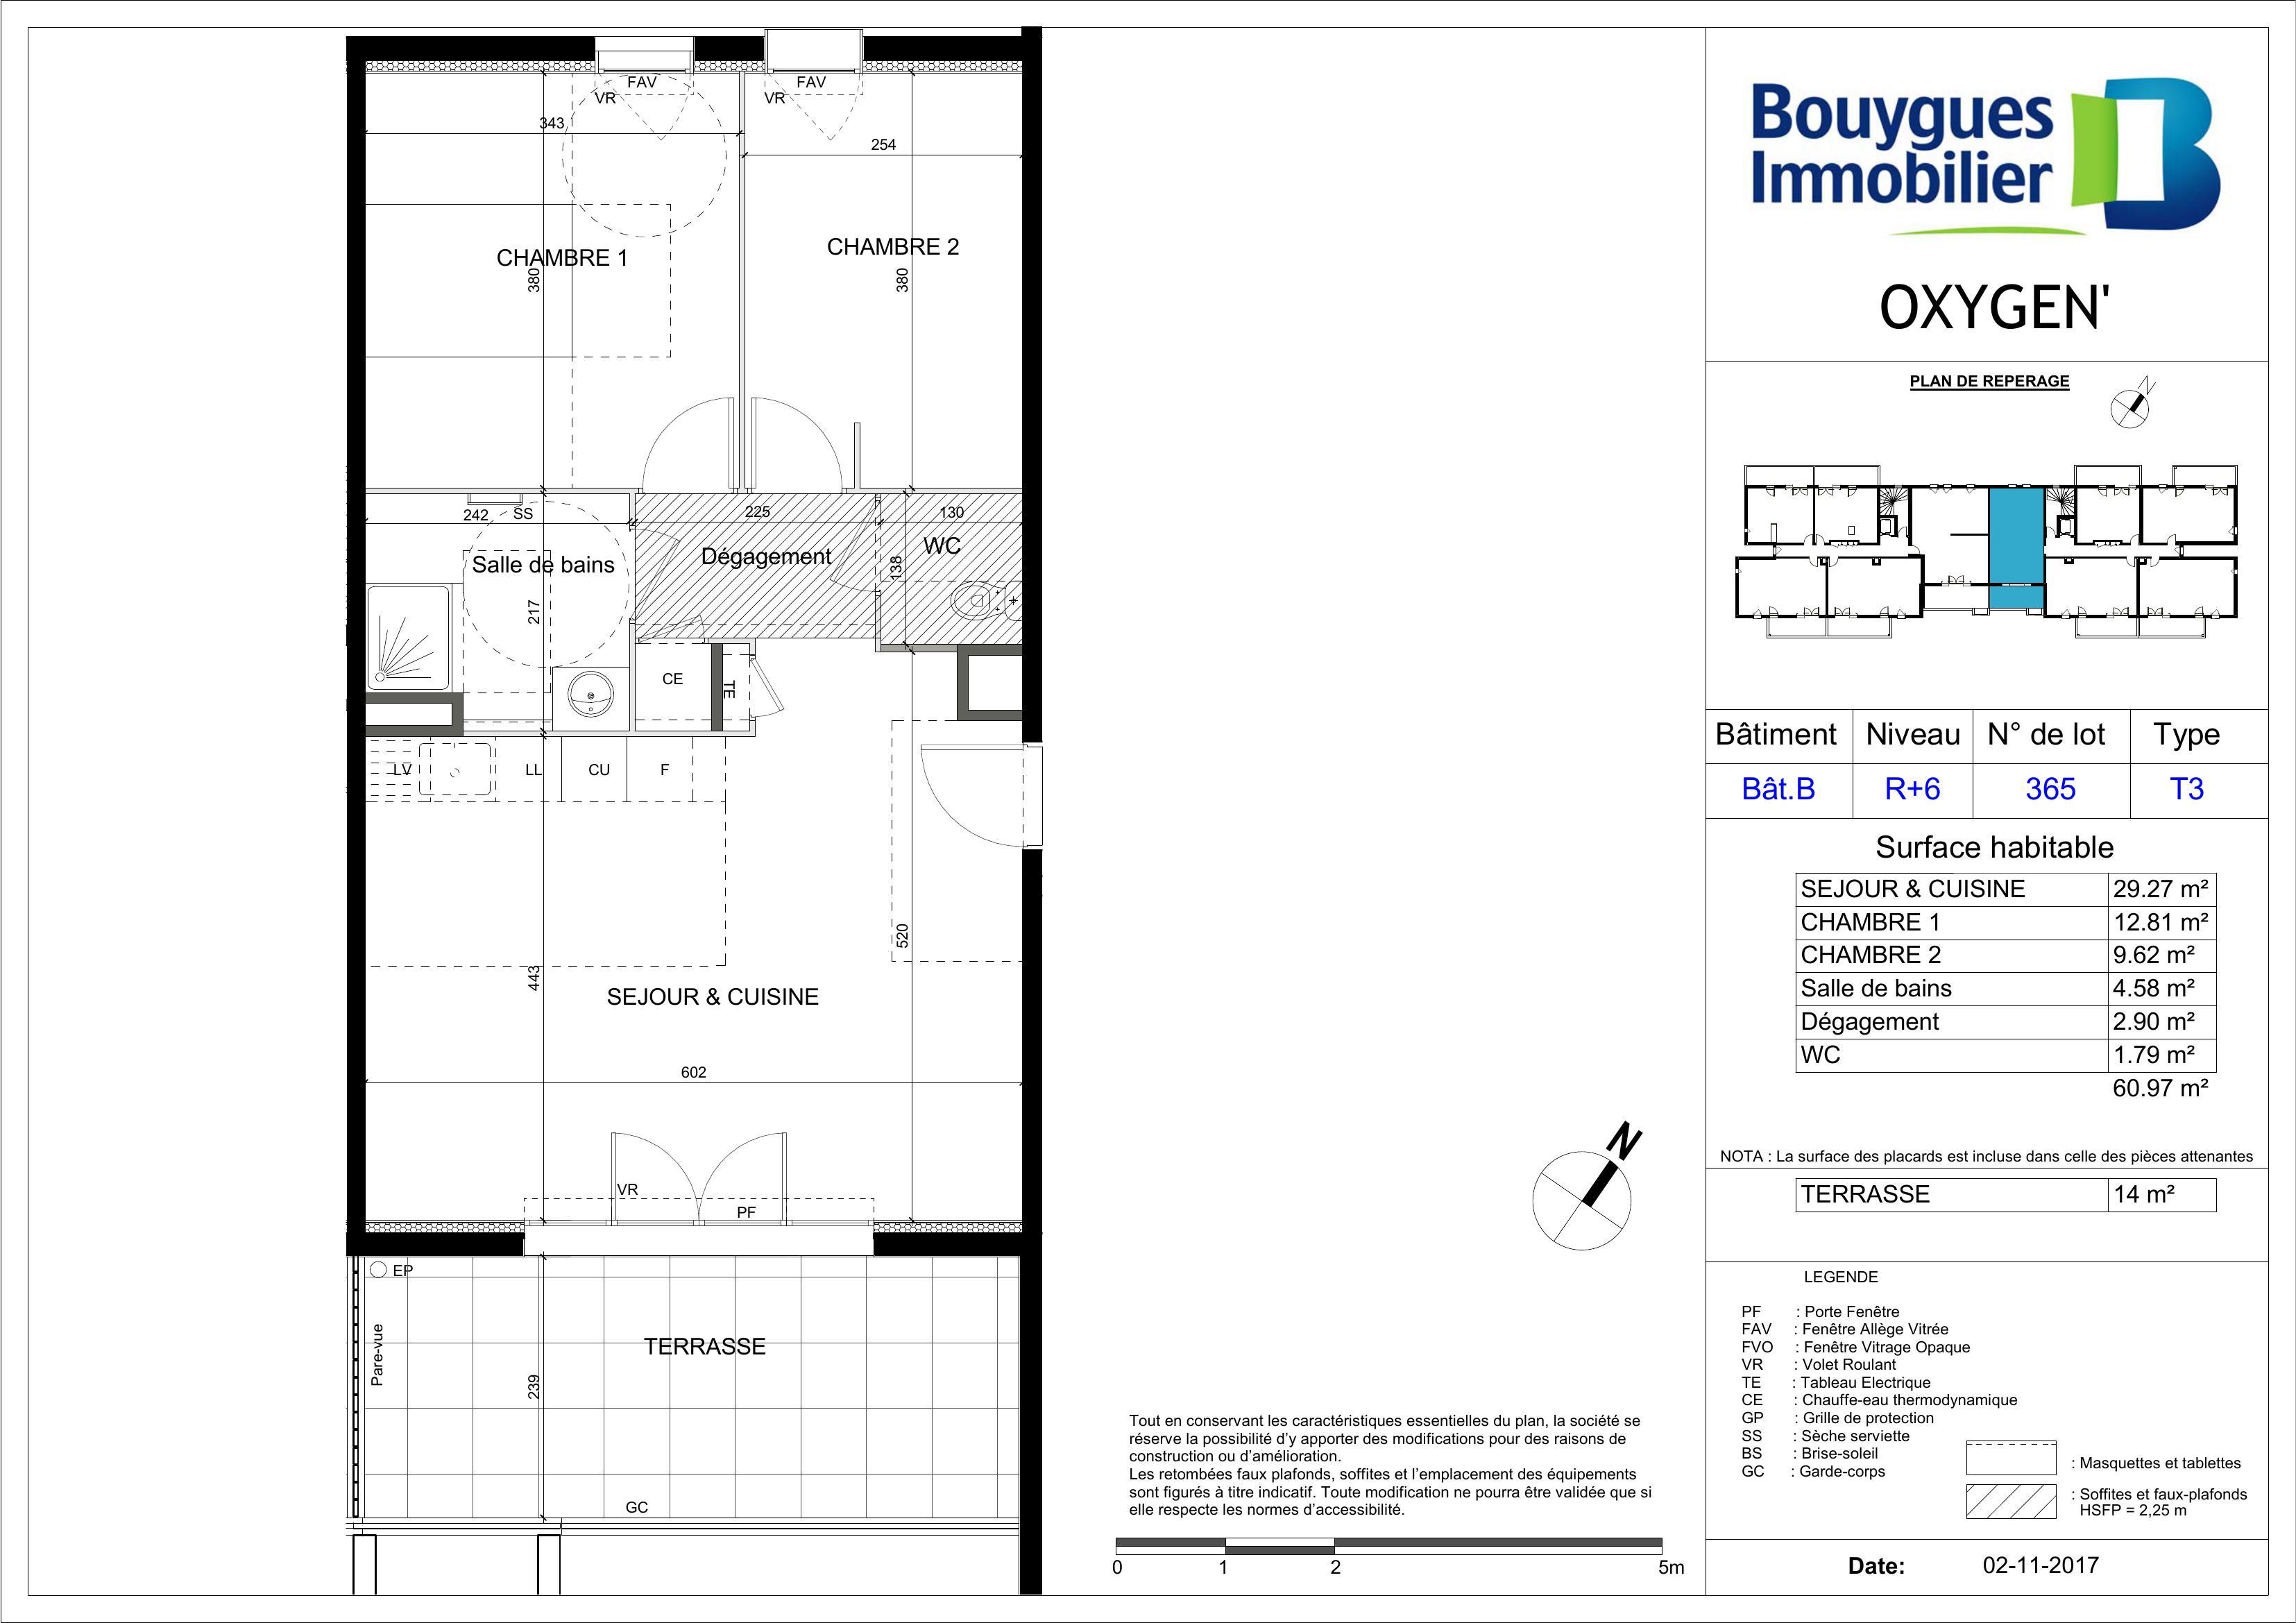 FAV
VR
FAV
VR
343
254
CHAMBRE 1
380
CHAMBRE 2
380
242
SS
225
130
Salle de bains
Dégagement
WC
138
217
CE
TE
LV
LL
CU
F
520
443
SEJOUR & CUISINE
602
VR
PF
EP
Pare-vue
TERRASSE
239
GC
N
Tout en conservant les caractéristiques essentielles du plan, la société se
réserve la possibilité d'y apporter des modifications pour des raisons de
construction ou d'amélioration.
Les retombées faux plafonds, soffites et l'emplacement des équipements
sont figurés à titre indicatif. Toute modification ne pourra être validée que si
elle respecte les normes d'accessibilité.
0 1 2 5m
Bouygues
Immobilier
OXYGEN'
PLAN DE REPERAGE
N
Bâtiment Niveau N° de lot Type
Bât.B R+6 365 T3
Surface habitable
SEJOUR & CUISINE 29.27 m²
CHAMBRE 1 12.81 m²
CHAMBRE 2 9.62 m²
Salle de bains 4.58 m²
Dégagement 2.90 m²
WC 1.79 m²
60.97 m²
NOTA : La surface des placards est incluse dans celle des pièces attenantes
TERRASSE 14 m²
LEGENDE
PF : Porte Fenêtre
FAV : Fenêtre Allège Vitrée
FVO : Fenêtre Vitrage Opaque
VR : Volet Roulant
TE : Tableau Electrique
CE : Chauffe-eau thermodynamique
GP : Grille de protection
SS : Sèche serviette
BS : Brise-soleil
GC : Garde-corps
: Masquettes et tablettes
: Soffites et faux-plafonds
HSFP = 2,25 m
Date: 02-11-2017